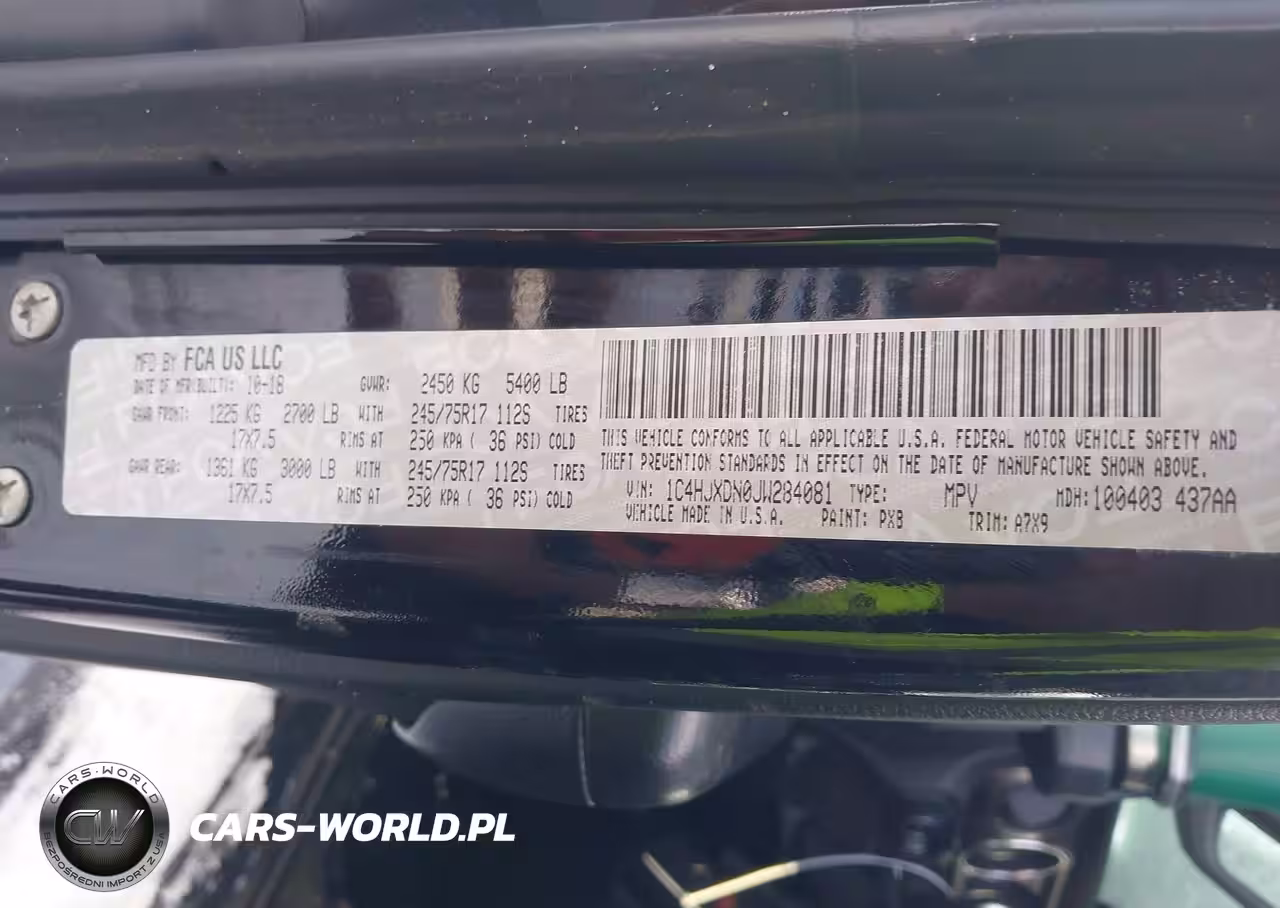 MFD BY FCA US LLC
DATE OF MFR(BUILT): 10-18 GVWR: 2450 KG 5400 LB
GAWR FRONT: 1225 KG 2700 LB WITH 245/75R17 112S TIRES
17X7.5 RIMS AT 250 KPA ( 36 PSI) COLD
GAWR REAR: 1361 KG 3000 LB WITH 245/75R17 112S TIRES
17X7.5 RIMS AT 250 KPA ( 36 PSI) COLD
THIS VEHICLE CONFORMS TO ALL APPLICABLE U.S.A. FEDERAL MOTOR VEHICLE SAFETY AND
THEFT PREVENTION STANDARDS IN EFFECT ON THE DATE OF MANUFACTURE SHOWN ABOVE.
VIN: 1C4HJXDN0JW284081 TYPE: MPV MDH: 100403 437AA
VEHICLE MADE IN U.S.A. PAINT: PX8 TRIM: A7X9
CARS-WORLD
CW
BEZPOŚREDNI IMPORT Z USA
CARS-WORLD.PL